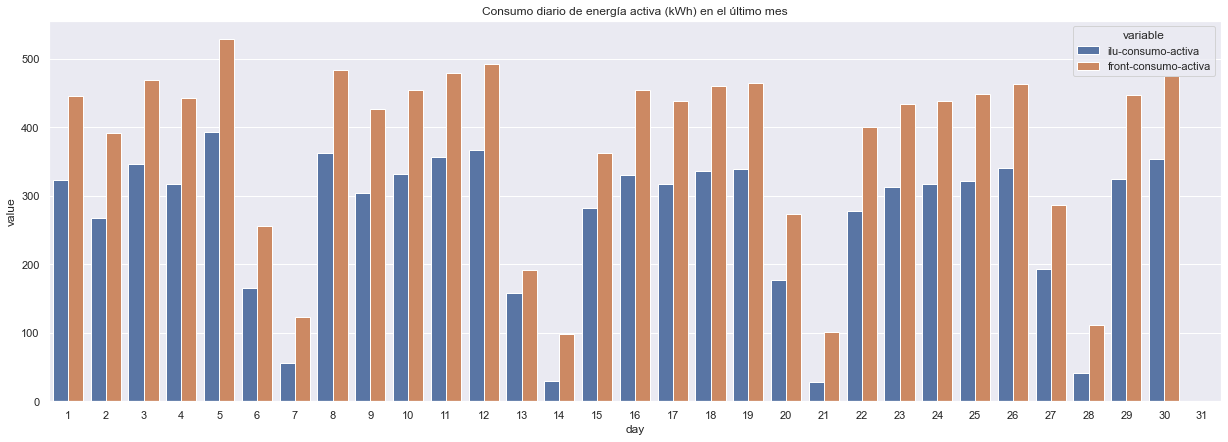 Consumo diario de energía activa (kWh) en el último mes
variable
ilu-consumo-activa
front-consumo-activa
500
400
300
200
100
0
value
1 2 3 4 5 6 7 8 9 10 11 12 13 14 15 16 17 18 19 20 21 22 23 24 25 26 27 28 29 30 31
day